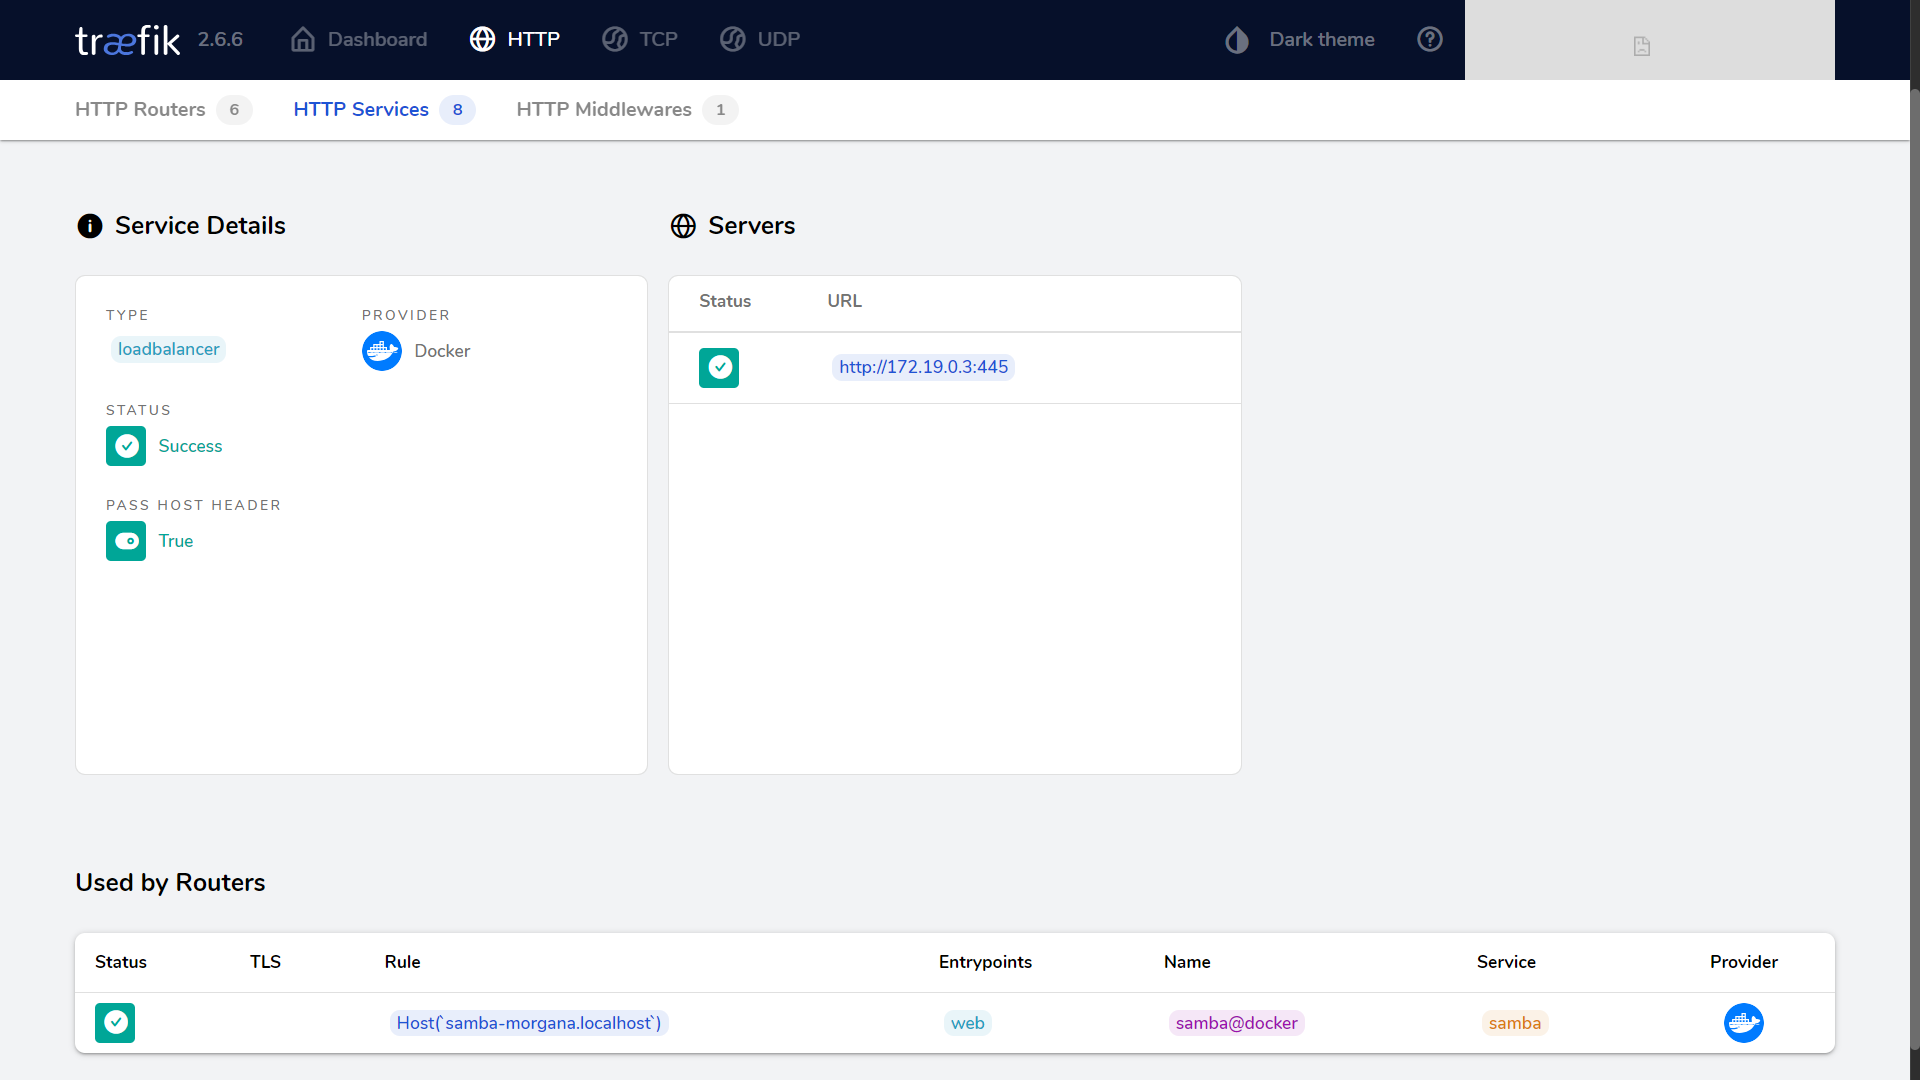 træfik 2.6.6 Dashboard HTTP TCP UDP Dark theme
HTTP Routers 6 HTTP Services 8 HTTP Middlewares 1
Service Details
Servers
TYPE PROVIDER
loadbalancer Docker
STATUS
Success
PASS HOST HEADER
True
Status URL
http://172.19.0.3:445
Used by Routers
Status TLS Rule Entrypoints Name Service Provider
Host(`samba-morgana.localhost`) web samba@docker samba